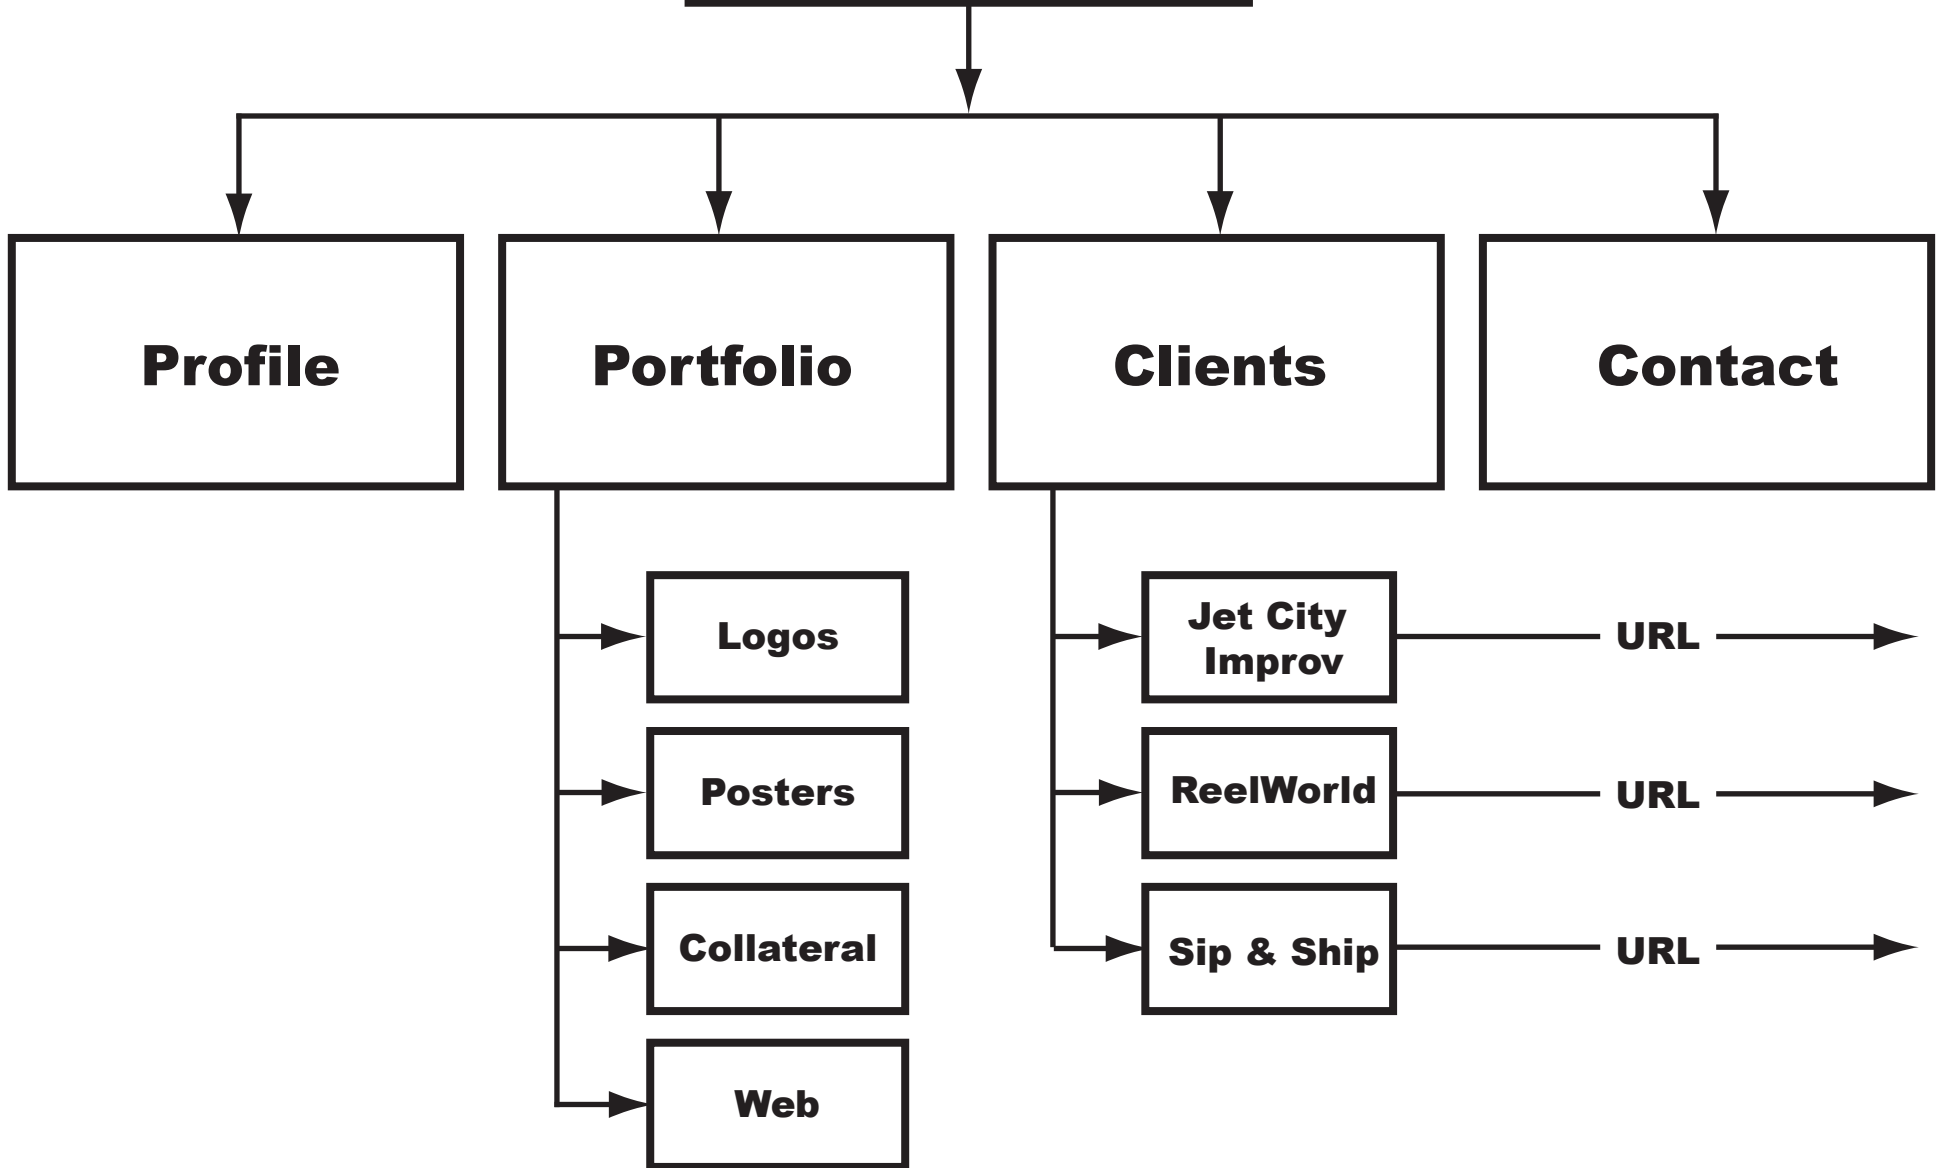 Profile
Portfolio
Clients
Contact
Logos
Posters
Collateral
Web
Jet City
Improv
URL
ReelWorld
URL
Sip & Ship
URL